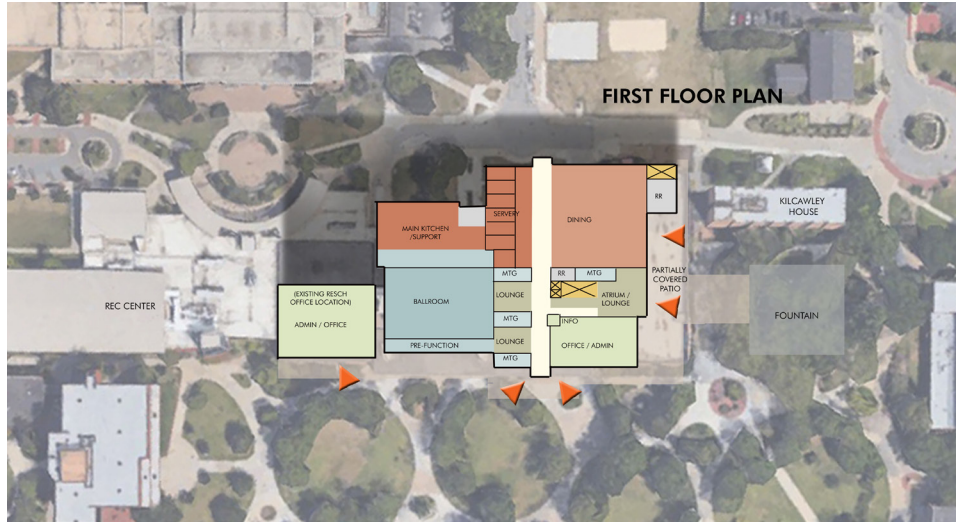 FIRST FLOOR PLAN
RR
KILCAWLEY
HOUSE
SERVERY
DINING
MAIN KITCHEN
/SUPPORT
MTG
RR
MTG
PARTIALLY
COVERED
PATIO
(EXISTING RESCH
OFFICE LOCATION)
ADMIN / OFFICE
BALLROOM
LOUNGE
ATRIUM /
LOUNGE
REC CENTER
FOUNTAIN
MTG
INFO
PRE-FUNCTION
LOUNGE
OFFICE / ADMIN
MTG